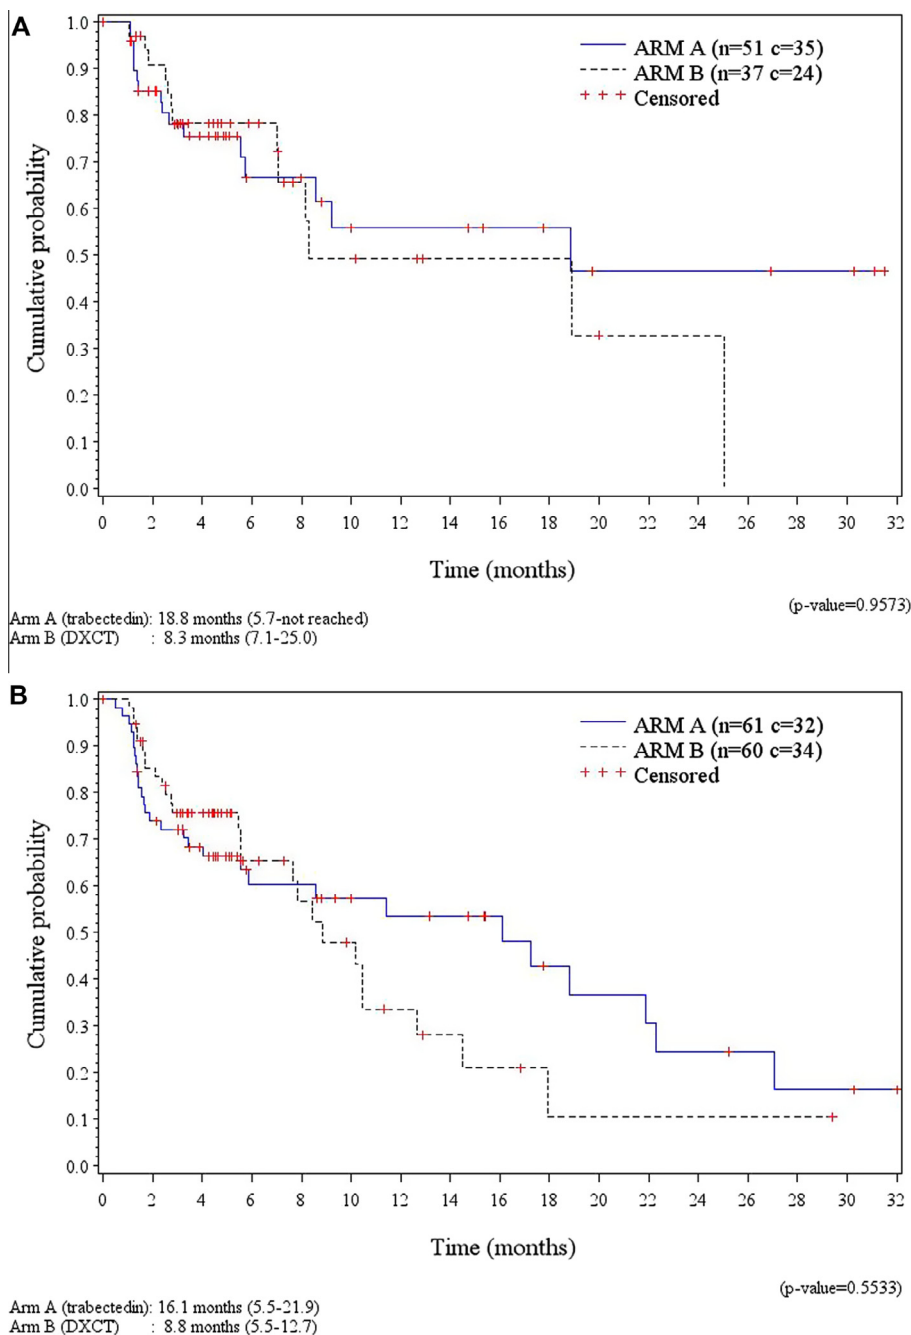 A
ARM A (n=51 c=35)
ARM B (n=37 c=24)
+ + + Censored
Cumulative probability
1.0
0.9
0.8
0.7
0.6
0.5
0.4
0.3
0.2
0.1
0.0
0 2 4 6 8 10 12 14 16 18 20 22 24 26 28 30 32
Time (months)
(p-value=0.9573)
Arm A (trabectedin): 18.8 months (5.7-not reached)
Arm B (DXCT) : 8.3 months (7.1-25.0)
B
ARM A (n=61 c=32)
ARM B (n=60 c=34)
+ + + Censored
Cumulative probability
1.0
0.9
0.8
0.7
0.6
0.5
0.4
0.3
0.2
0.1
0.0
0 2 4 6 8 10 12 14 16 18 20 22 24 26 28 30 32
Time (months)
(p-value=0.5533)
Arm A (trabectedin): 16.1 months (5.5-21.9)
Arm B (DXCT) : 8.8 months (5.5-12.7)